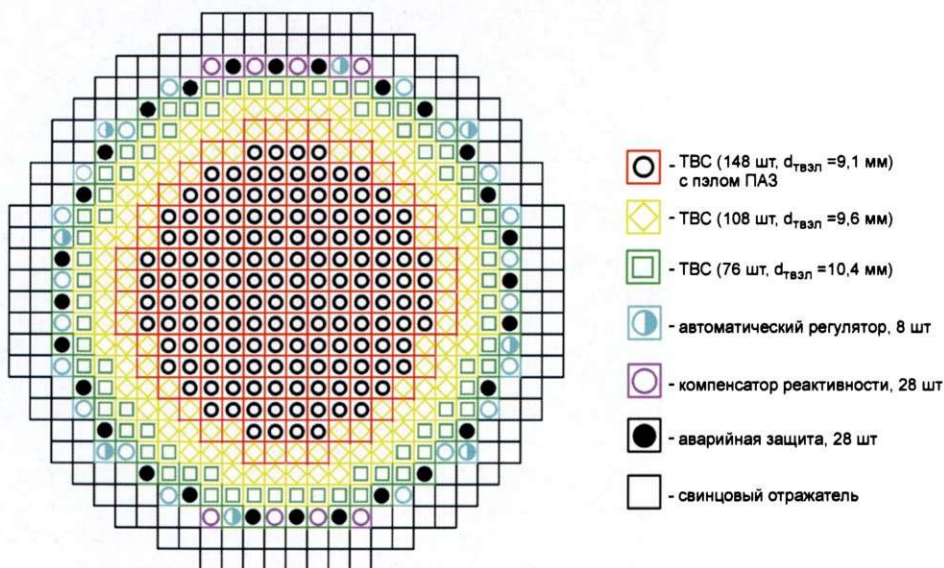 - ТВС (148 шт, dтвэл =9,1 мм)
с пэлом ПАЗ
- ТВС (108 шт, dтвэл =9,6 мм)
- ТВС (76 шт, dтвэл =10,4 мм)
- автоматический регулятор, 8 шт
- компенсатор реактивности, 28 шт
- аварийная защита, 28 шт
- свинцовый отражатель